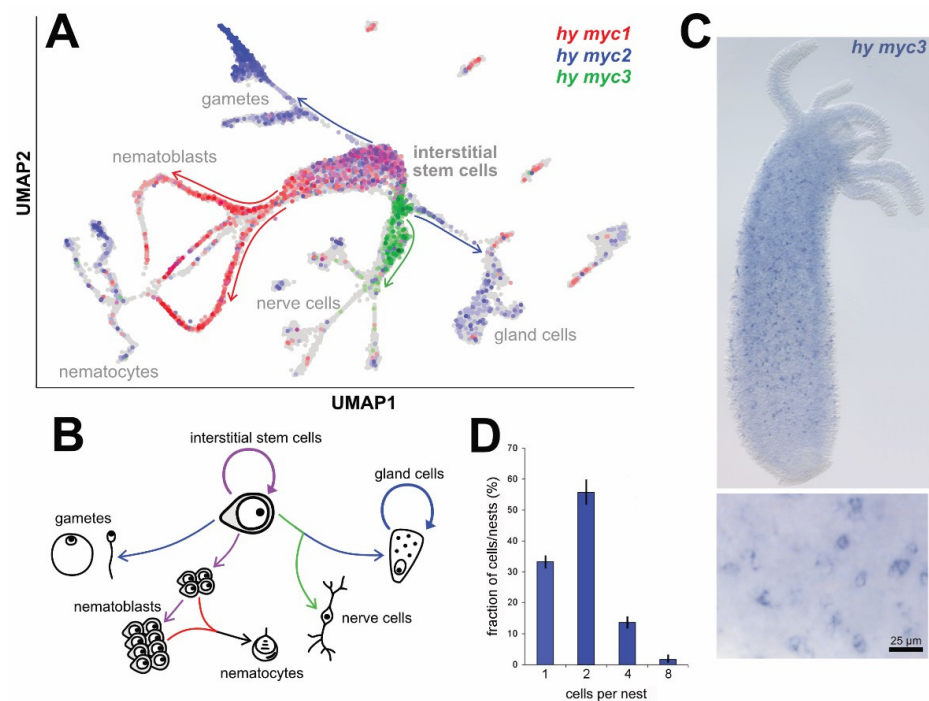 A
hy myc1
hy myc2
hy myc3
gametes
nematoblasts
interstitial
stem cells
nerve cells
gland cells
nematocytes
UMAP2
UMAP1
B
interstitial stem cells
gland cells
gametes
nematoblasts
nerve cells
nematocytes
C
hy myc3
25 µm
D
fraction of cells/nests (%)
70
60
50
40
30
20
10
0
1 2 4 8
cells per nest